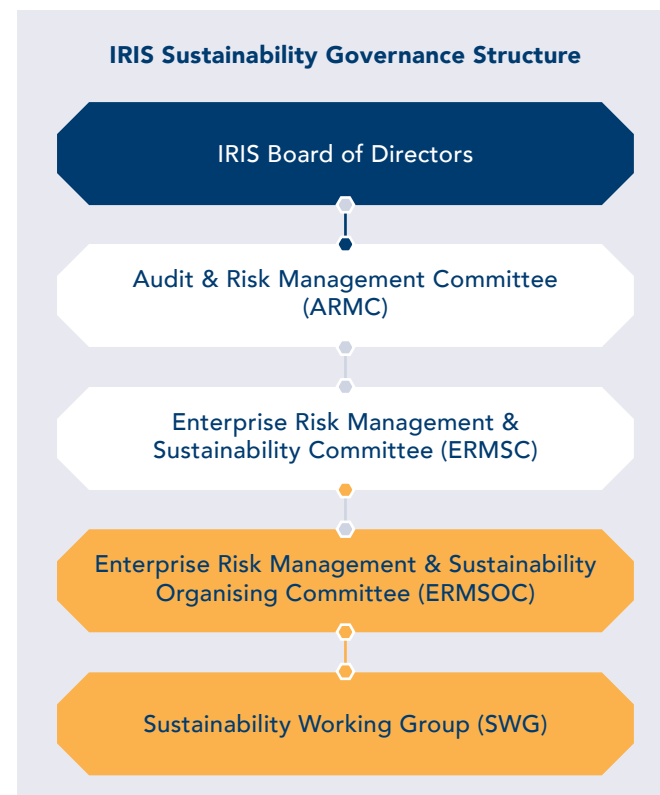 IRIS Sustainability Governance Structure
IRIS Board of Directors
Audit & Risk Management Committee
(ARMC)
Enterprise Risk Management &
Sustainability Committee (ERMSC)
Enterprise Risk Management & Sustainability
Organising Committee (ERMSOC)
Sustainability Working Group (SWG)